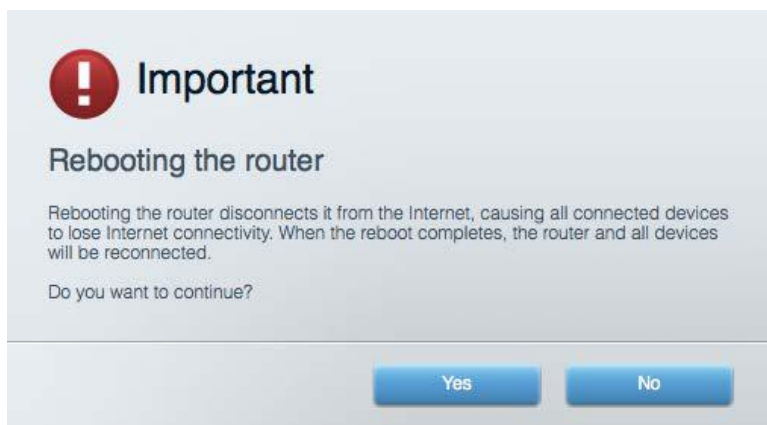 Important
Rebooting the router
Rebooting the router disconnects it from the Internet, causing all connected devices
to lose Internet connectivity. When the reboot completes, the router and all devices
will be reconnected.
Do you want to continue?
Yes No